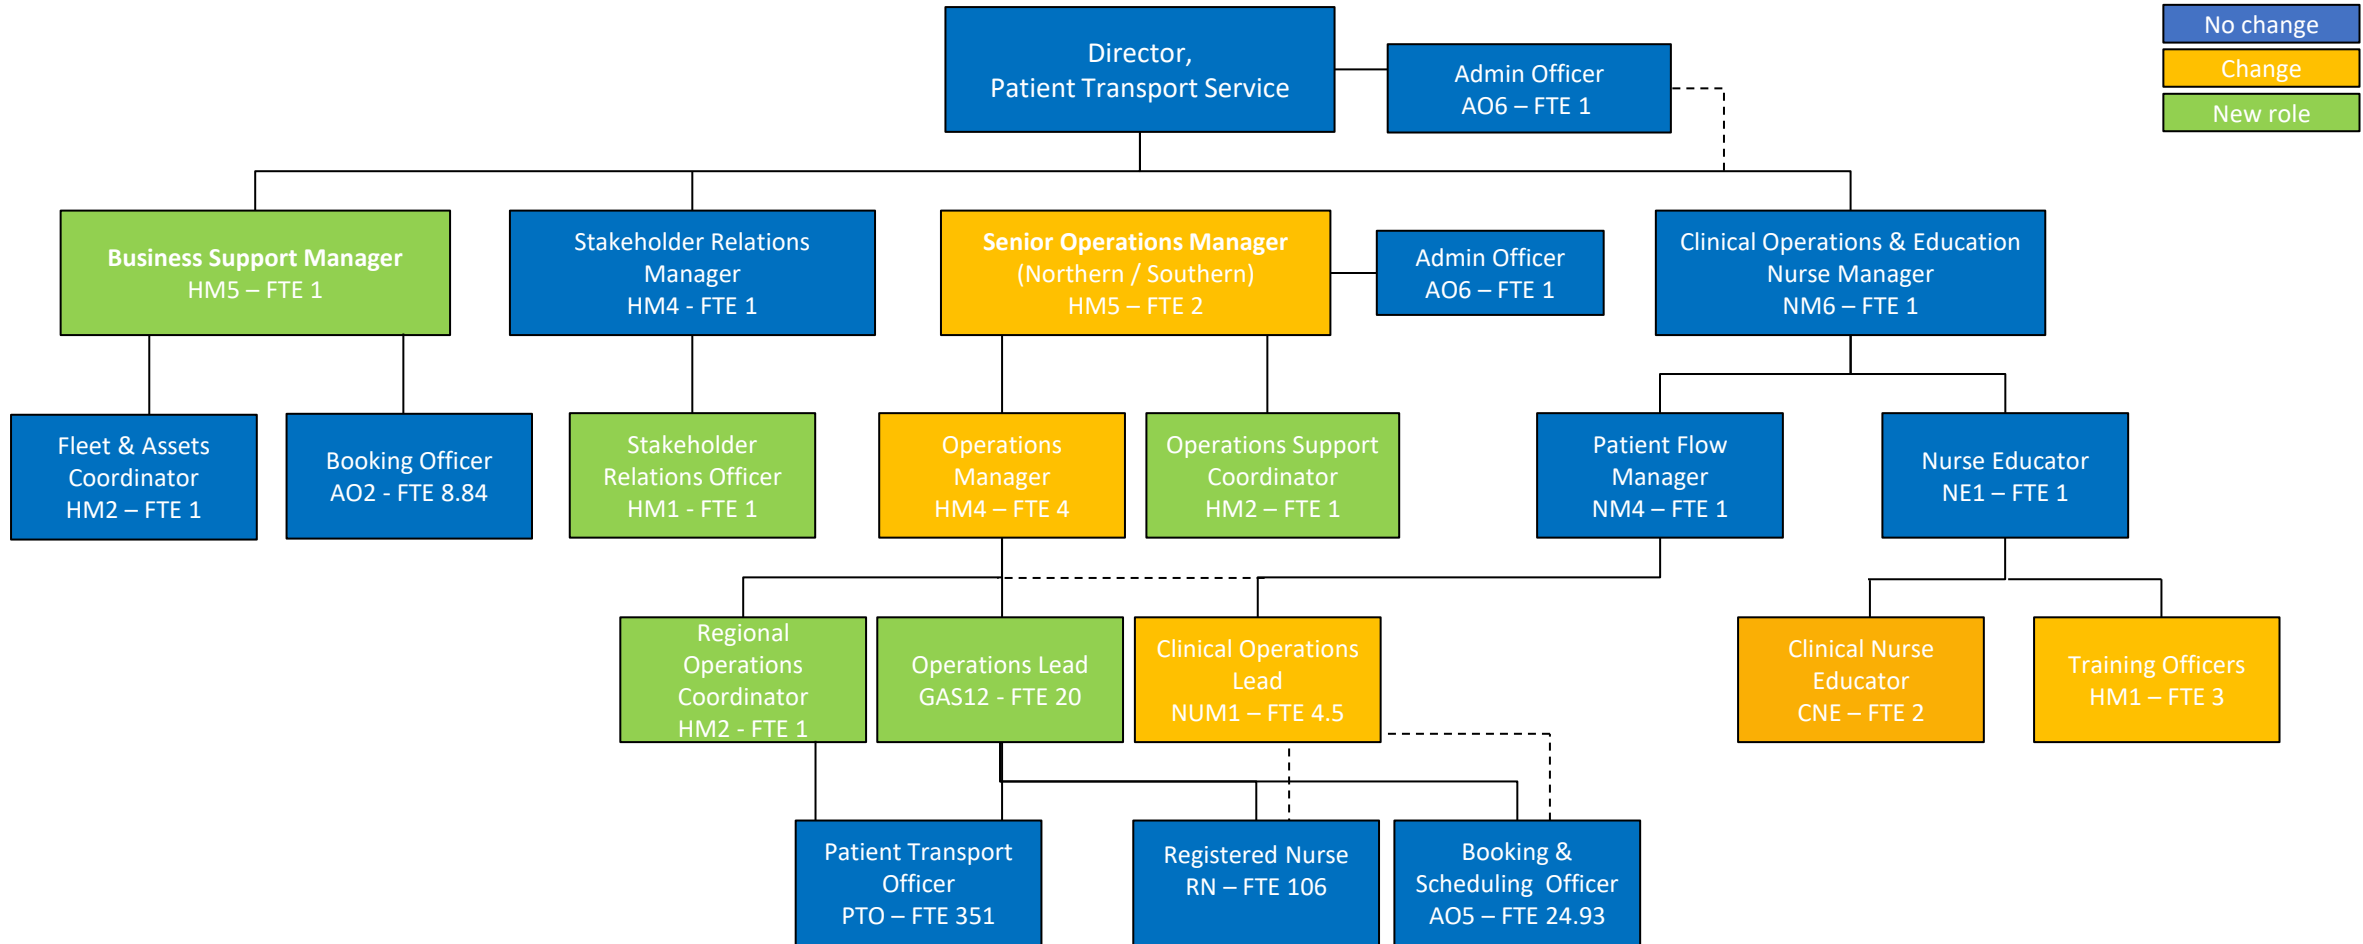 Director,
Patient Transport Service
Admin Officer
AO6 – FTE 1
No change
Change
New role
Business Support Manager
HM5 – FTE 1
Stakeholder Relations
Manager
HM4 - FTE 1
Senior Operations Manager
(Northern / Southern)
HM5 – FTE 2
Admin Officer
AO6 – FTE 1
Clinical Operations & Education
Nurse Manager
NM6 – FTE 1
Fleet & Assets
Coordinator
HM2 – FTE 1
Booking Officer
AO2 - FTE 8.84
Stakeholder
Relations Officer
HM1 - FTE 1
Operations
Manager
HM4 – FTE 4
Operations Support
Coordinator
HM2 – FTE 1
Patient Flow
Manager
NM4 – FTE 1
Nurse Educator
NE1 – FTE 1
Regional
Operations
Coordinator
HM2 - FTE 1
Operations Lead
GAS12 - FTE 20
Clinical Operations
Lead
NUM1 – FTE 4.5
Clinical Nurse
Educator
CNE – FTE 2
Training Officers
HM1 – FTE 3
Patient Transport
Officer
PTO – FTE 351
Registered Nurse
RN – FTE 106
Booking &
Scheduling Officer
AO5 – FTE 24.93